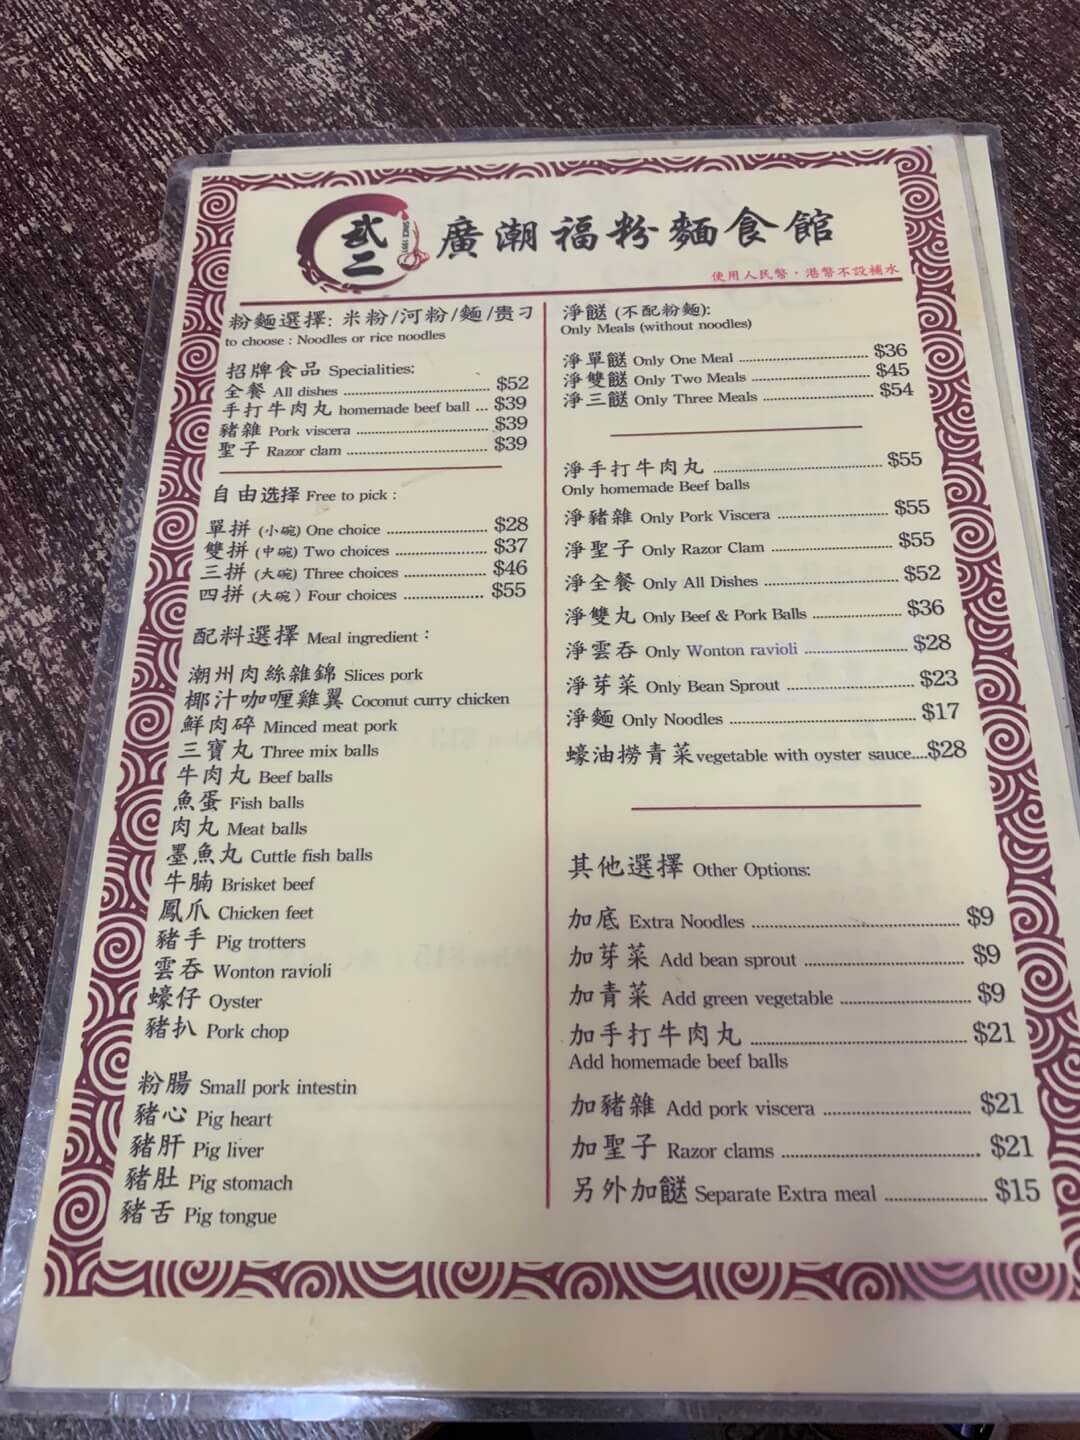 弍二
SINCE 1991
廣潮福粉麵食館
使用人民幣，港幣不設補水
粉麵選擇: 米粉/河粉/麵/贵刁
to choose : Noodles or rice noodles
招牌食品 Specialities:
全餐 All dishes ........ $52
手打牛肉丸 homemade beef ball ... $39
豬雜 Pork viscera ........ $39
聖子 Razor clam ........ $39
自由选择 Free to pick :
單拼 (小碗) One choice ........ $28
雙拼 (中碗) Two choices ........ $37
三拼 (大碗) Three choices ........ $46
四拼 (大碗) Four choices ........ $55
配料選擇 Meal ingredient :
潮州肉絲雜錦 Slices pork
椰汁咖喱雞翼 Coconut curry chicken
鮮肉碎 Minced meat pork
三寶丸 Three mix balls
牛肉丸 Beef balls
魚蛋 Fish balls
肉丸 Meat balls
墨魚丸 Cuttle fish balls
牛腩 Brisket beef
鳳爪 Chicken feet
豬手 Pig trotters
雲吞 Wonton ravioli
蠔仔 Oyster
豬扒 Pork chop
粉腸 Small pork intestin
豬心 Pig heart
豬肝 Pig liver
豬肚 Pig stomach
豬舌 Pig tongue
淨餸 (不配粉麵):
Only Meals (without noodles)
淨單餸 Only One Meal ........ $36
淨雙餸 Only Two Meals ........ $45
淨三餸 Only Three Meals ........ $54
淨手打牛肉丸 ........ $55
Only homemade Beef balls
淨豬雜 Only Pork Viscera ........ $55
淨聖子 Only Razor Clam ........ $55
淨全餐 Only All Dishes ........ $52
淨雙丸 Only Beef & Pork Balls ........ $36
淨雲吞 Only Wonton ravioli ........ $28
淨芽菜 Only Bean Sprout ........ $23
淨麵 Only Noodles ........ $17
蠔油撈青菜 vegetable with oyster sauce....$28
其他選擇 Other Options:
加底 Extra Noodles ........ $9
加芽菜 Add bean sprout ........ $9
加青菜 Add green vegetable ........ $9
加手打牛肉丸 ........ $21
Add homemade beef balls
加豬雜 Add pork viscera ........ $21
加聖子 Razor clams ........ $21
另外加餸 Separate Extra meal ........ $15